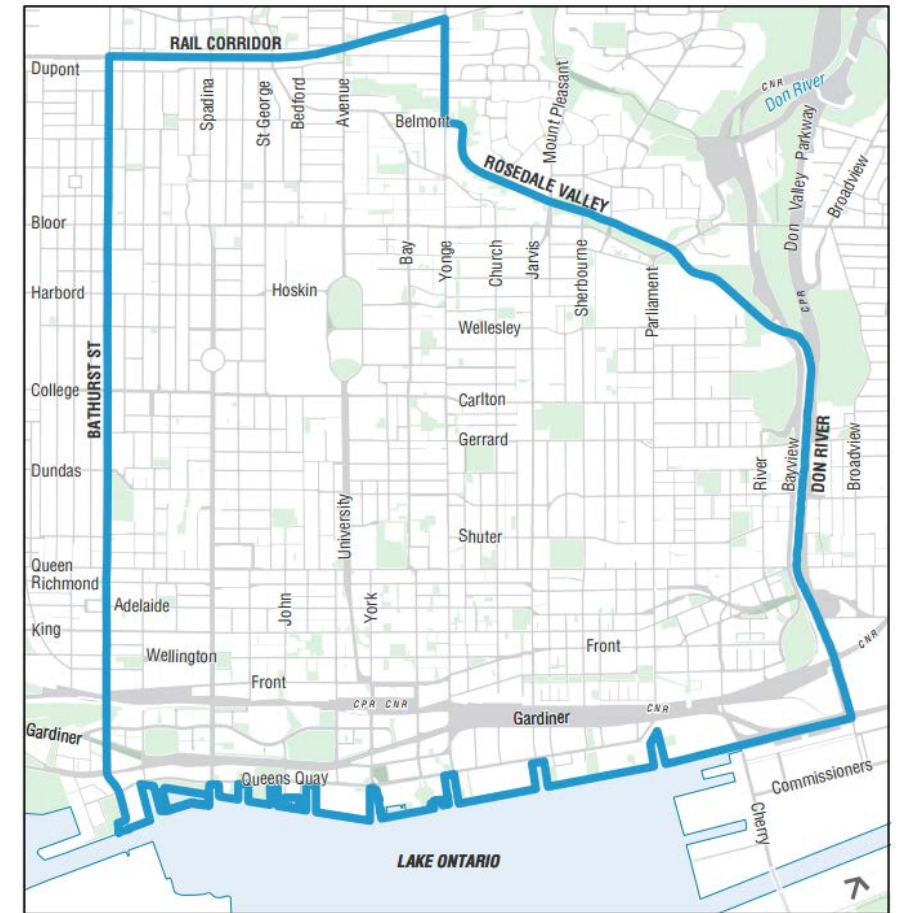 RAIL CORRIDOR
Dupont
Spadina
St George
Bedford
Avenue
Belmont
Mount Pleasant
CNR
Don River
Don Valley Parkway
Broadview
ROSEDALE VALLEY
Bloor
Bay
Yonge
Church
Jarvis
Sherbourne
Parliament
CPR
Harbord
Hoskin
Wellesley
BATHURST ST
College
Carlton
Gerrard
Dundas
River
Bayview
DON RIVER
Broadview
University
Shuter
Queen
Richmond
Adelaide
John
York
King
Wellington
Front
Front
CNR
CPR CNR
Gardiner
CNR
Gardiner
Queens Quay
Commissioners
Cherry
LAKE ONTARIO